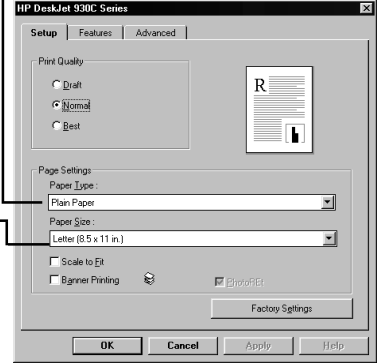 HP DeskJet 930C Series
Setup Features Advanced
Print Quality
Draft
Normal
Best
R
Page Settings
Paper Type :
Plain Paper
Paper Size :
Letter (8.5 x 11 in.)
Scale to Fit
Banner Printing
PhotoREt
Factory Settings
OK Cancel Apply Help